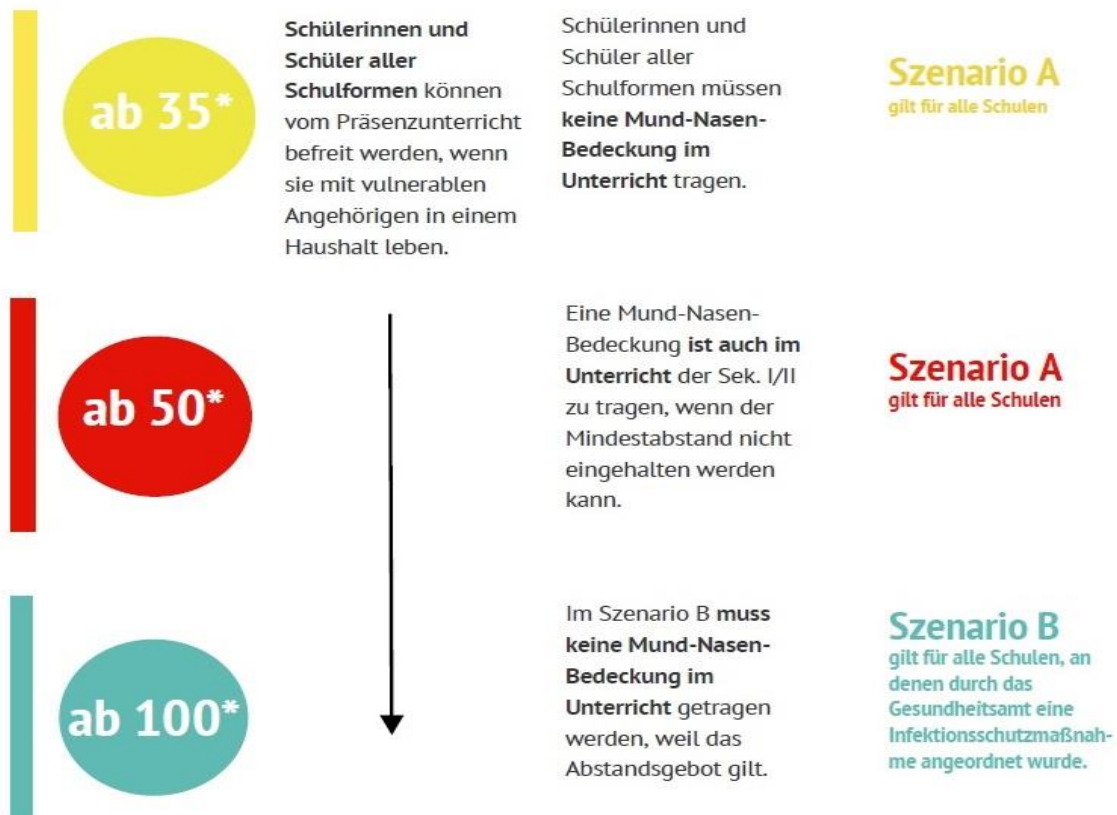 ab 35*
Schülerinnen und
Schüler aller
Schulformen können
vom Präsenzunterricht
befreit werden, wenn
sie mit vulnerablen
Angehörigen in einem
Haushalt leben.
Schülerinnen und
Schüler aller
Schulformen müssen
keine Mund-Nasen-
Bedeckung im
Unterricht tragen.
Szenario A
gilt für alle Schulen
ab 50*
Eine Mund-Nasen-
Bedeckung ist auch im
Unterricht der Sek. I/II
zu tragen, wenn der
Mindestabstand nicht
eingehalten werden
kann.
Szenario A
gilt für alle Schulen
ab 100*
Im Szenario B muss
keine Mund-Nasen-
Bedeckung im
Unterricht getragen
werden, weil das
Abstandsgebot gilt.
Szenario B
gilt für alle Schulen, an
denen durch das
Gesundheitsamt eine
Infektionsschutzmaßnah-
me angeordnet wurde.